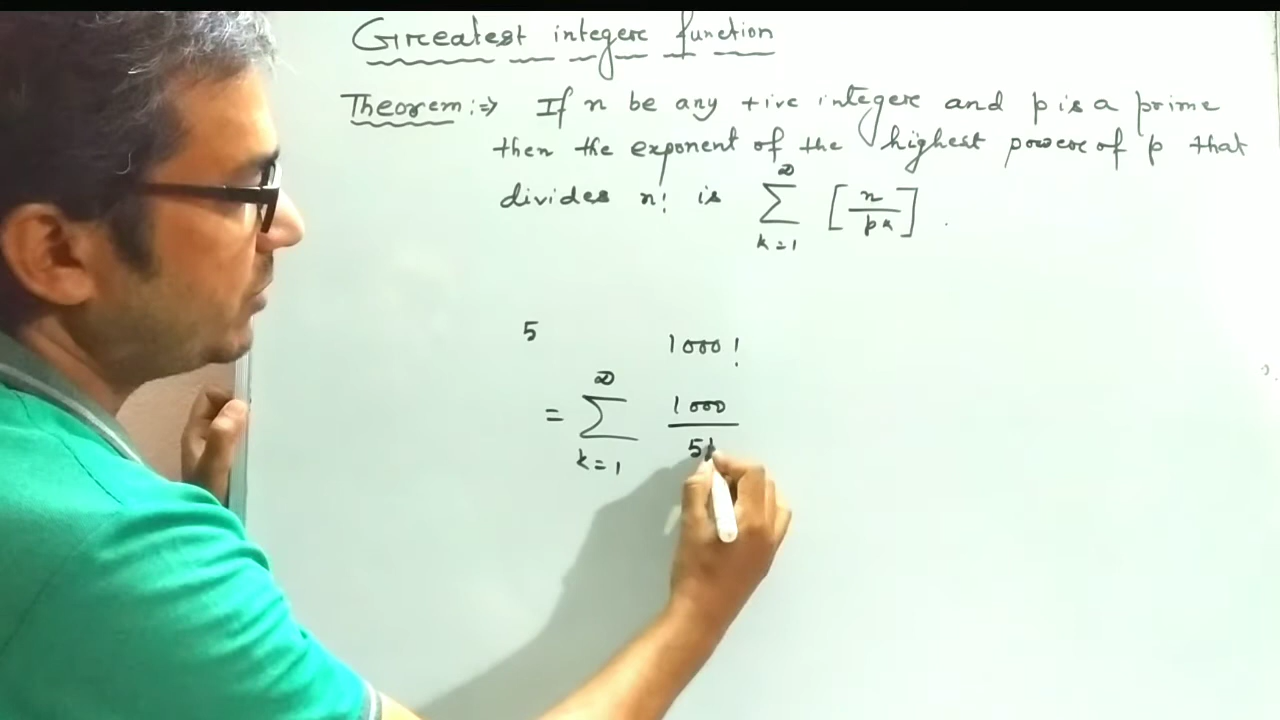 Greatest integer function
Theorem :⇒ If n be any +ive integer and p is a prime
then the exponent of the highest power of p that
divides n! is ∑ k=1 ∞ [n/p^k].
5 1000!
= ∑ k=1 ∞ 1000/5k